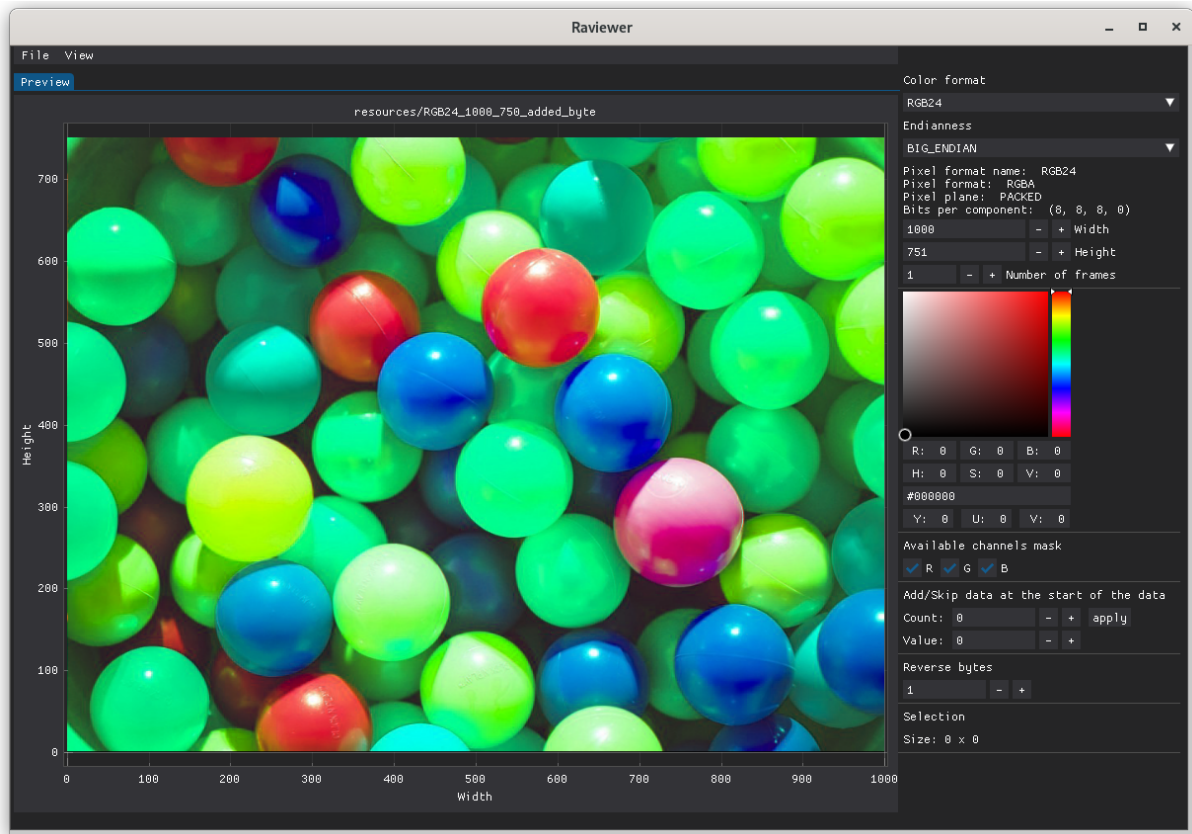 Raviewer
File View
Preview
resources/RGB24_1000_750_added_byte
700
600
500
400
300
200
100
0
Height
0 100 200 300 400 500 600 700 800 900 1000
Width
Color format
RGB24
Endianness
BIG_ENDIAN
Pixel format name: RGB24
Pixel format: RGBA
Pixel plane: PACKED
Bits per component: (8, 8, 8, 0)
1000 - + Width
751 - + Height
1 - + Number of frames
R: 0 G: 0 B: 0
H: 0 S: 0 V: 0
#000000
Y: 0 U: 0 V: 0
Available channels mask
R G B
Add/Skip data at the start of the data
Count: 0 - + apply
Value: 0 - +
Reverse bytes
1 - +
Selection
Size: 0 x 0